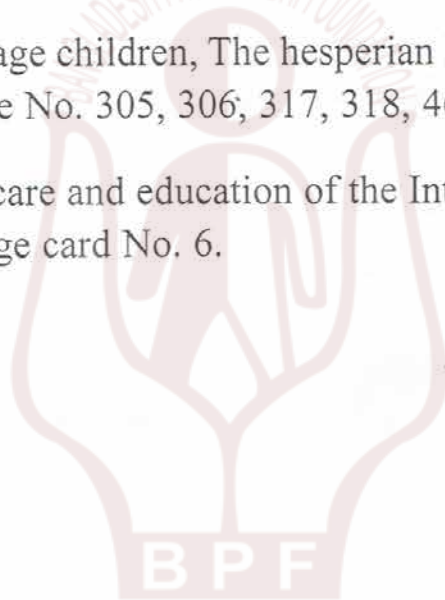 age children, The hesperian
e No. 305, 306, 317, 318, 4
care and education of the Int
ge card No. 6.
BPF